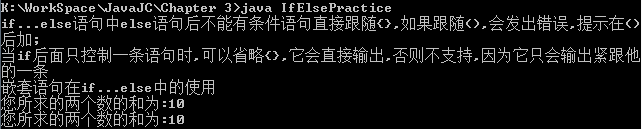 K:\WorkSpace\JavaJC\Chapter 3>java IfElsePractice
if...else语句中else语句后不能有条件语句直接跟随<>,如果跟随<>,会发出错误,提示在()
后加;
当if后面只控制一条语句时,可以省略{},它会直接输出,否则不支持,因为它只会输出紧跟他
的一条
嵌套语句在if...else中的使用
您所求的两个数的和为:10
您所求的两个数的和为:10